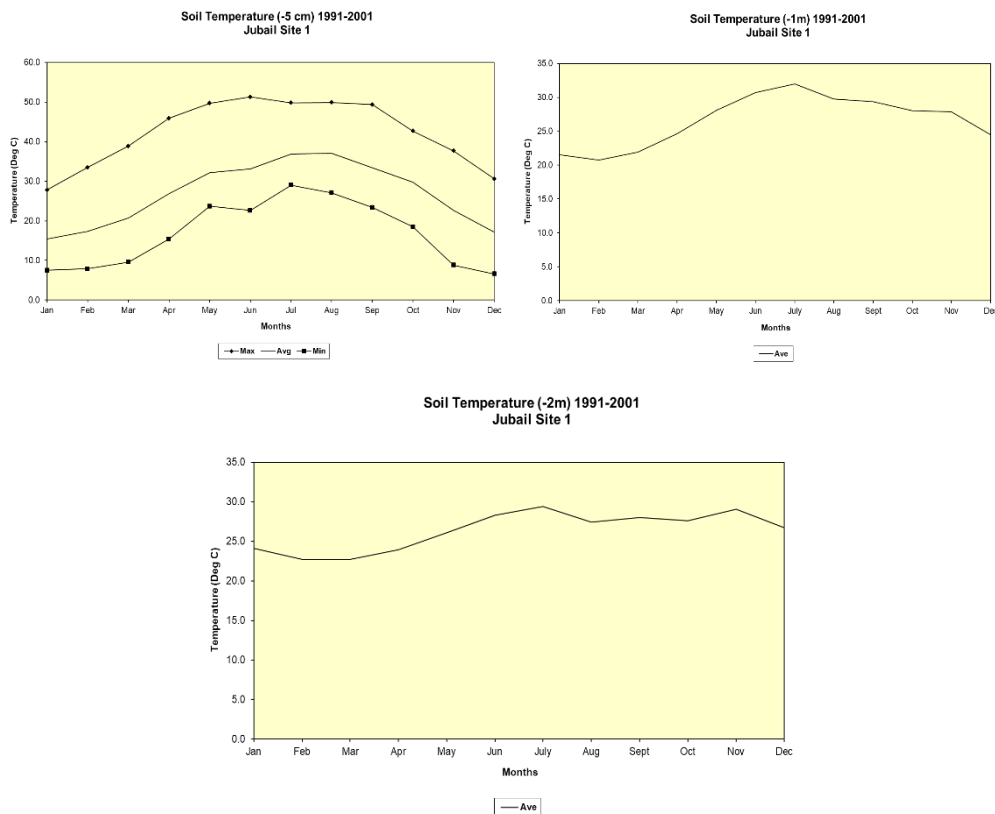 Soil Temperature (-5 cm) 1991-2001
Jubail Site 1
60.0
50.0
40.0
30.0
20.0
10.0
0.0
Temperature (Deg C)
Jan Feb Mar Apr May Jun Jul Aug Sep Oct Nov Dec
Months
Max Avg Min
Soil Temperature (-1m) 1991-2001
Jubail Site 1
35.0
30.0
25.0
20.0
15.0
10.0
5.0
0.0
Temperature (Deg C)
Jan Feb Mar Apr May Jun July Aug Sept Oct Nov De
Months
Ave
Soil Temperature (-2m) 1991-2001
Jubail Site 1
35.0
30.0
25.0
20.0
15.0
10.0
5.0
0.0
Temperature (Deg C)
Jan Feb Mar Apr May Jun July Aug Sept Oct Nov Dec
Months
Ave